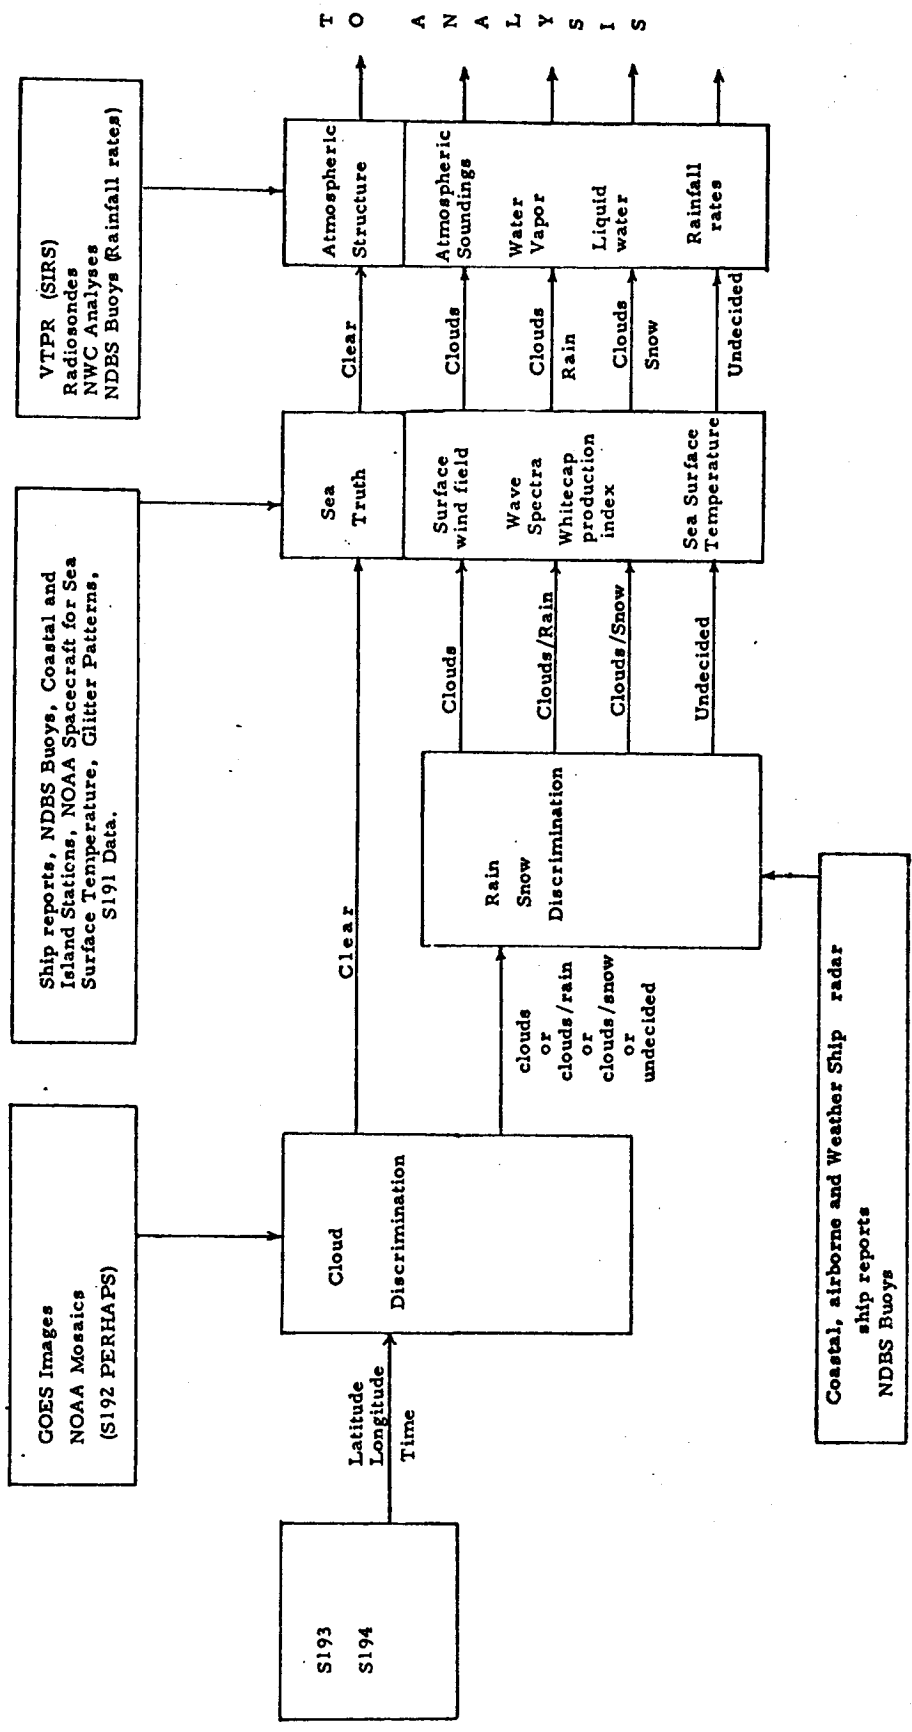 GOES Images
NOAA Mosaics
(S192 PERHAPS)
Ship reports, NDBS Buoys, Coastal and
Island Stations, NOAA Spacecraft for Sea
Surface Temperature, Glitter Patterns,
S191 Data.
VTPR (SIRS)
Radiosondes
NWC Analyses
NDBS Buoys (Rainfall rates)
S193
S194
Latitude
Longitude
Time
Cloud
Discrimination
Clear
clouds
or
clouds/rain
or
clouds/snow
or
undecided
Rain
Snow
Discrimination
Clouds
Clouds/Rain
Clouds/Snow
Undecided
Sea
Truth
Surface
wind field
Wave
Spectra
Whitecap
production
index
Sea Surface
Temperature
Clear
Clouds
Clouds
Rain
Clouds
Snow
Undecided
Atmospheric
Structure
Atmospheric
Soundings
Water
Vapor
Liquid
water
Rainfall
rates
TO ANALYSIS
Coastal, airborne and Weather Ship radar
ship reports
NDBS Buoys